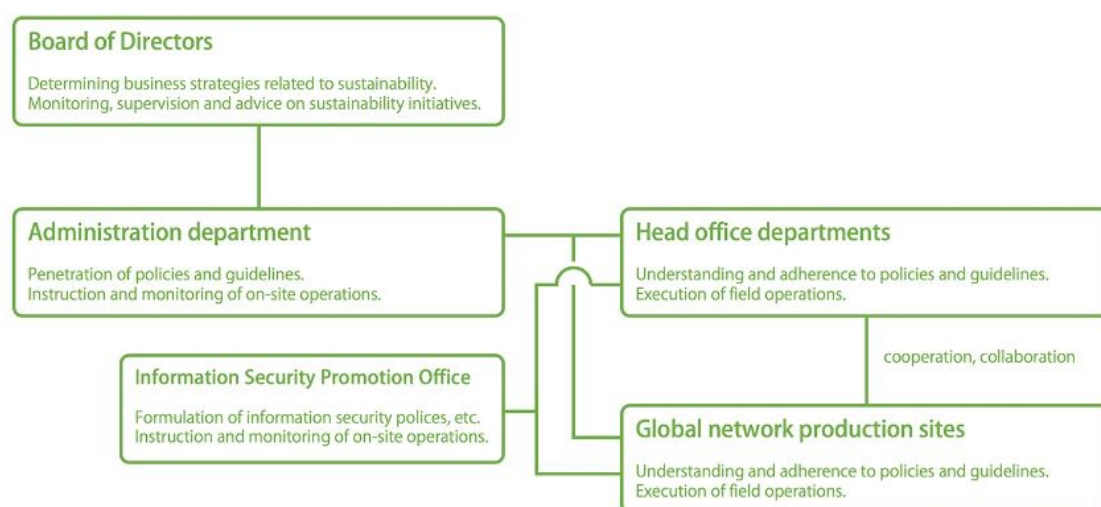 Board of Directors
Determining business strategies related to sustainability.
Monitoring, supervision and advice on sustainability initiatives.
Administration department
Penetration of policies and guidelines.
Instruction and monitoring of on-site operations.
Head office departments
Understanding and adherence to policies and guidelines.
Execution of field operations.
cooperation, collaboration
Information Security Promotion Office
Formulation of information security polices, etc.
Instruction and monitoring of on-site operations.
Global network production sites
Understanding and adherence to policies and guidelines.
Execution of field operations.